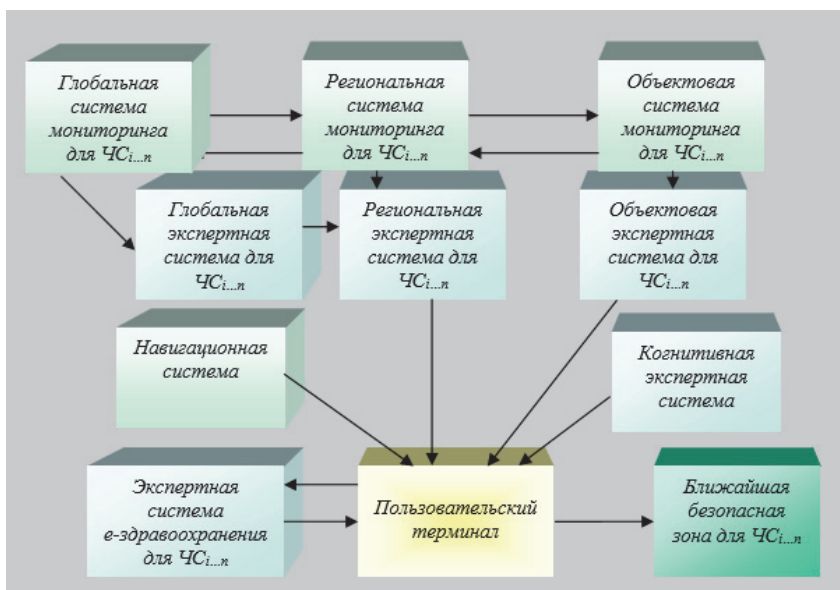 Глобальная
система
мониторинга
для ЧСi...n
Региональная
система
мониторинга
для ЧСi...n
Объектовая
система
мониторинга
для ЧСi...n
Глобальная
экспертная
система для
ЧСi...n
Региональная
экспертная
система для
ЧСi...n
Объектовая
экспертная
система для
ЧСi...n
Навигационная
система
Когнитивная
экспертная
система
Экспертная
система
е-здравоохранения
для ЧСi...n
Пользовательский
терминал
Ближайшая
безопасная
зона для ЧСi...n